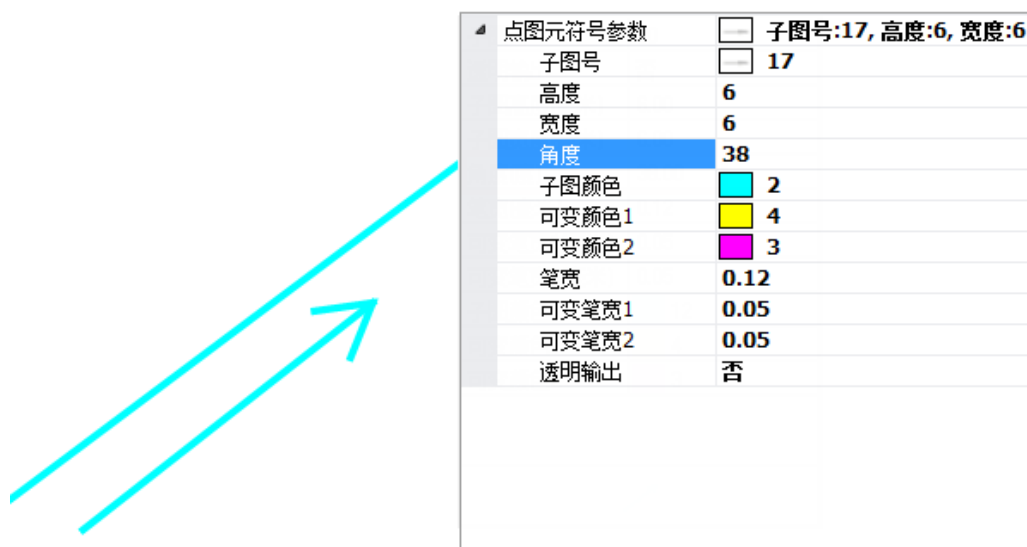 点图元符号参数 子图号:17, 高度:6, 宽度:6
子图号 17
高度 6
宽度 6
角度 38
子图颜色 2
可变颜色1 4
可变颜色2 3
笔宽 0.12
可变笔宽1 0.05
可变笔宽2 0.05
透明输出 否